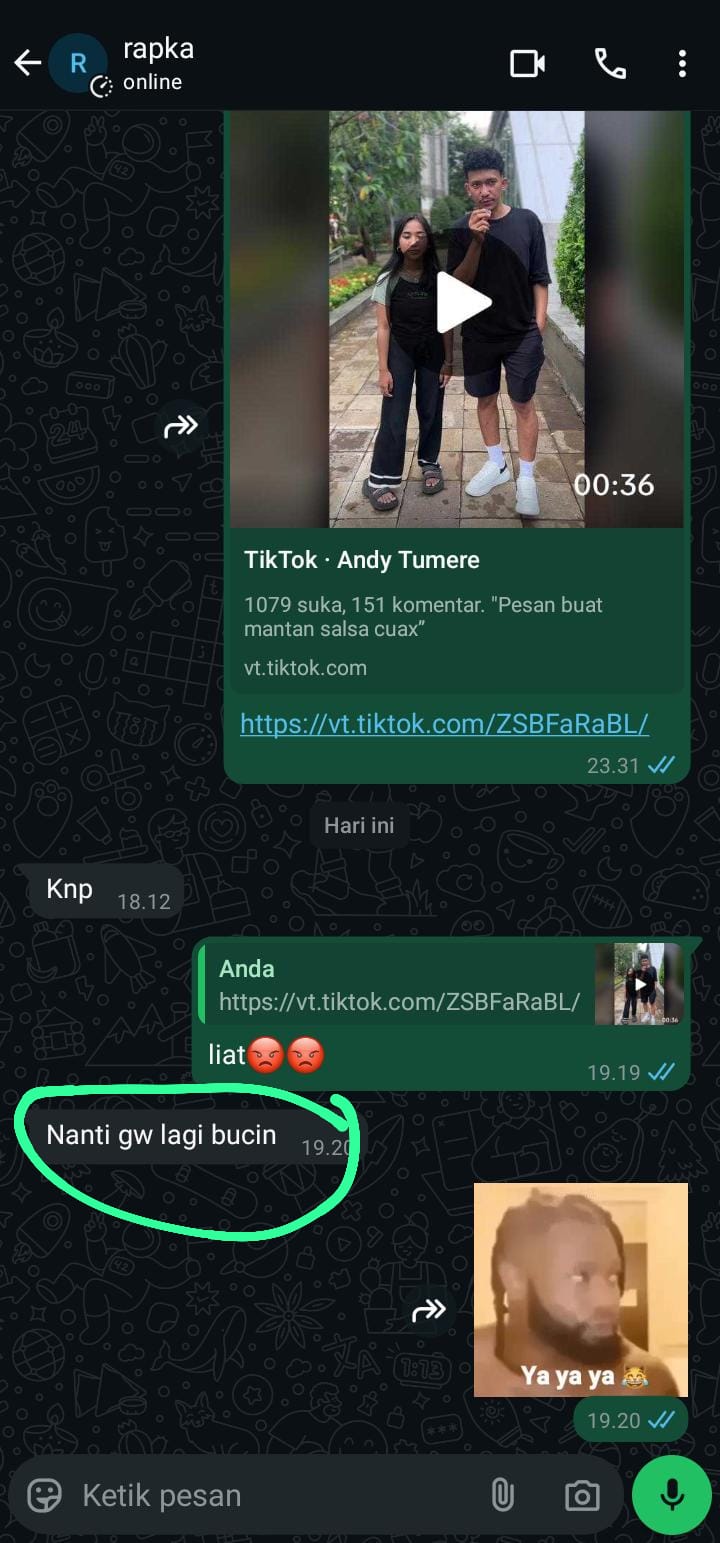 R
rapka
online
00:36
TikTok · Andy Tumere
1079 suka, 151 komentar. "Pesan buat
mantan salsa cuax”
vt.tiktok.com
https://vt.tiktok.com/ZSBFaRaBL/
23.31
Hari ini
Knp 18.12
Anda
https://vt.tiktok.com/ZSBFaRaBL/
00:36
liat😡😡
19.19
Nanti gw lagi bucin 19.20
Ya ya ya 😹
19.20
Ketik pesan